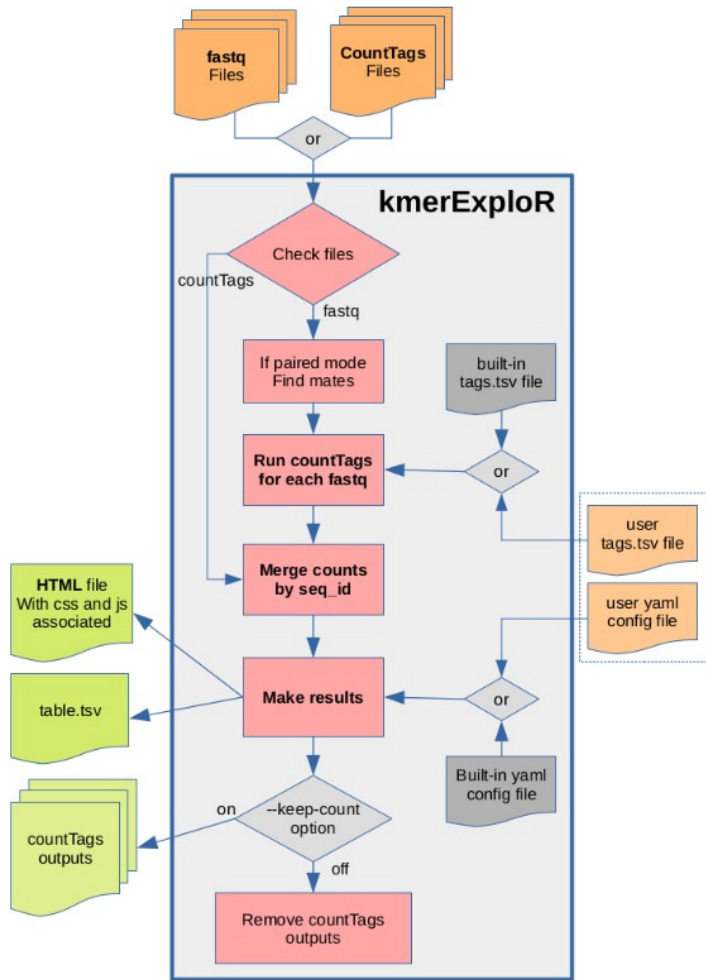 fastq
Files
CountTags
Files
or
kmerExploR
Check files
countTags
fastq
If paired mode
Find mates
built-in
tags.tsv file
Run countTags
for each fastq
or
user
tags.tsv file
Merge counts
by seq_id
HTML file
With css and js
associated
user yaml
config file
Make results
or
table.tsv
Built-in yaml
config file
on
--keep-count
option
countTags
outputs
off
Remove countTags
outputs